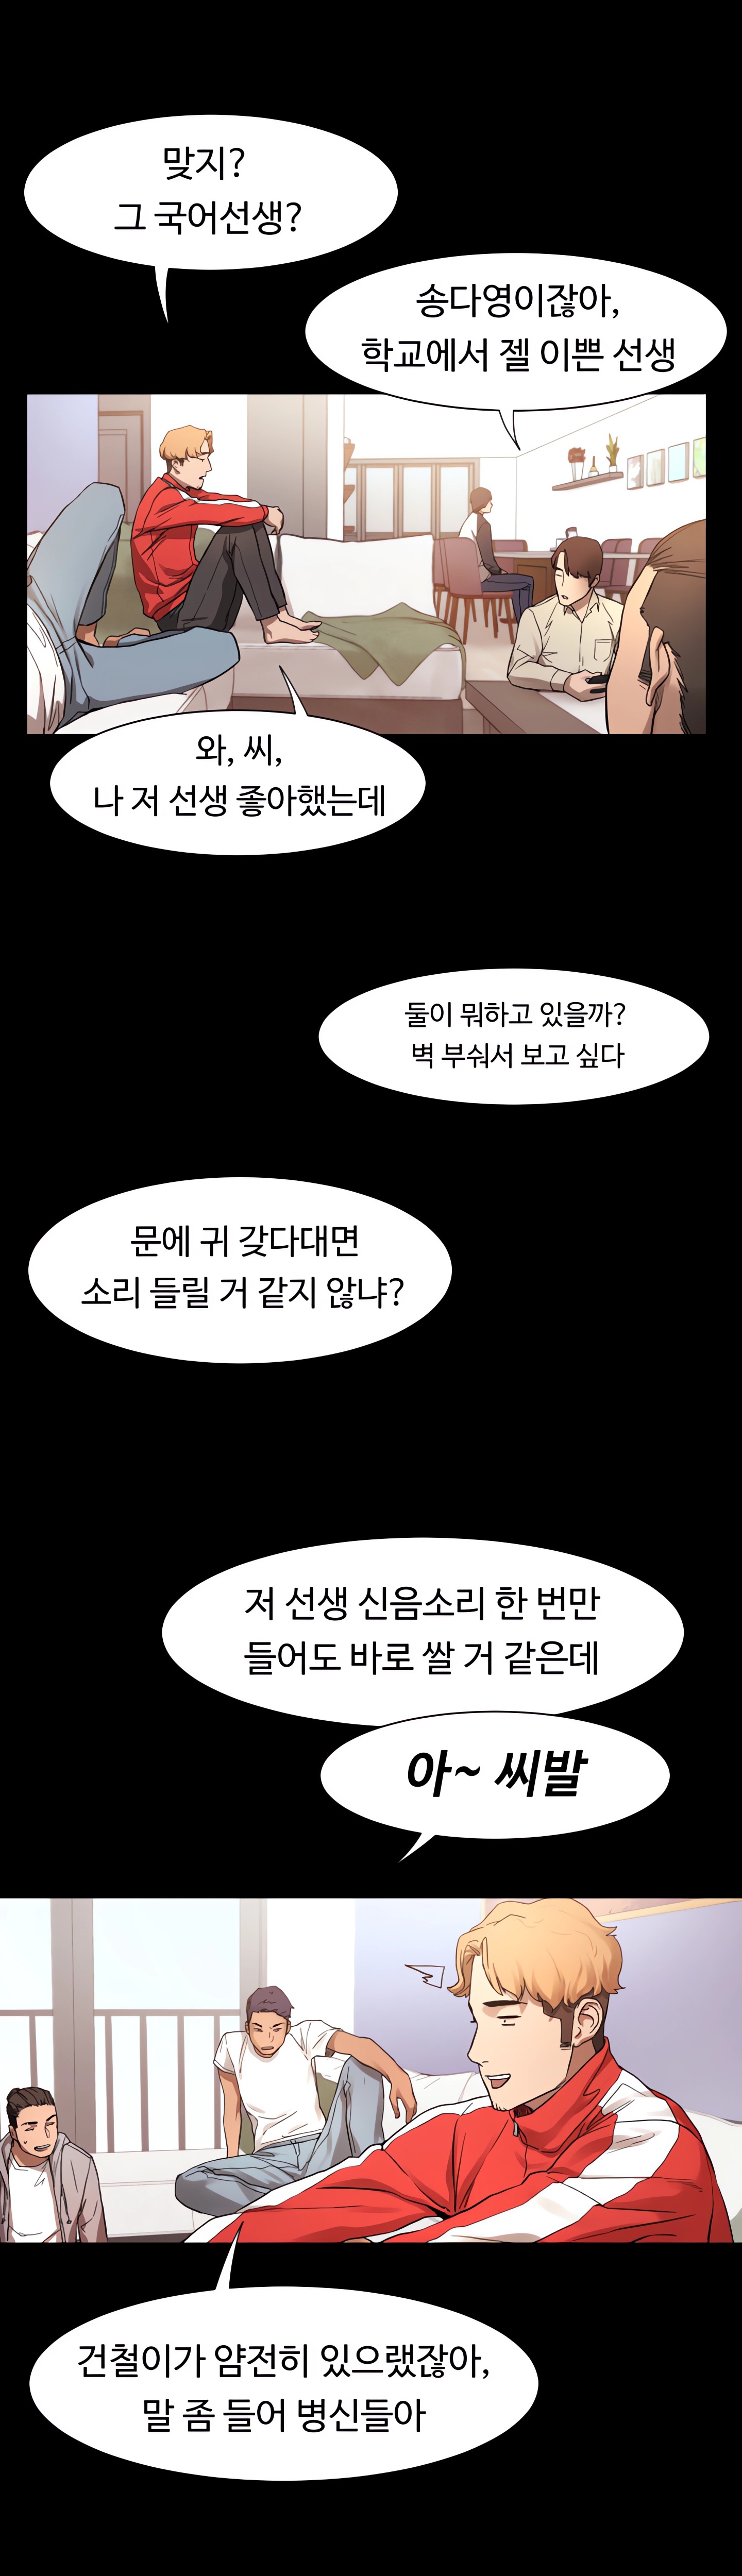 맞지?
그 국어선생?
송다영이잖아,
학교에서 젤 이쁜 선생
와, 씨,
나 저 선생 좋아했는데
둘이 뭐하고 있을까?
벽 부숴서 보고 싶다
문에 귀 갖다대면
소리 들릴 거 같지 않냐?
저 선생 신음소리 한 번만
들어도 바로 쌀 거 같은데
아~ 씨발
건철이가 얌전히 있으랬잖아,
말 좀 들어 병신들아